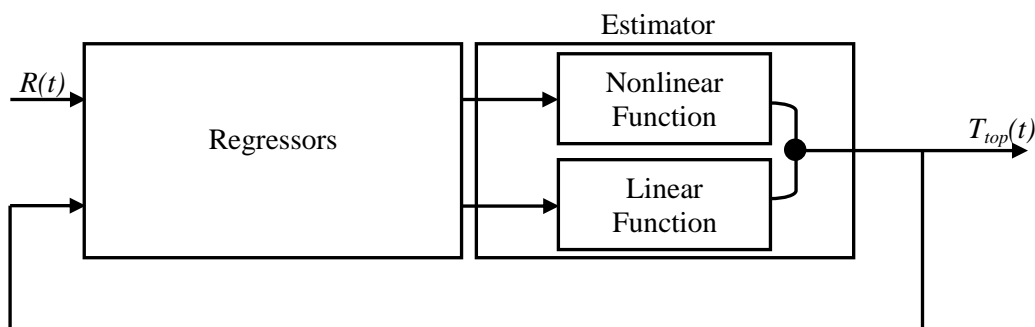 Estimator
R(t)
Regressors
Nonlinear
Function
Linear
Function
T_top(t)